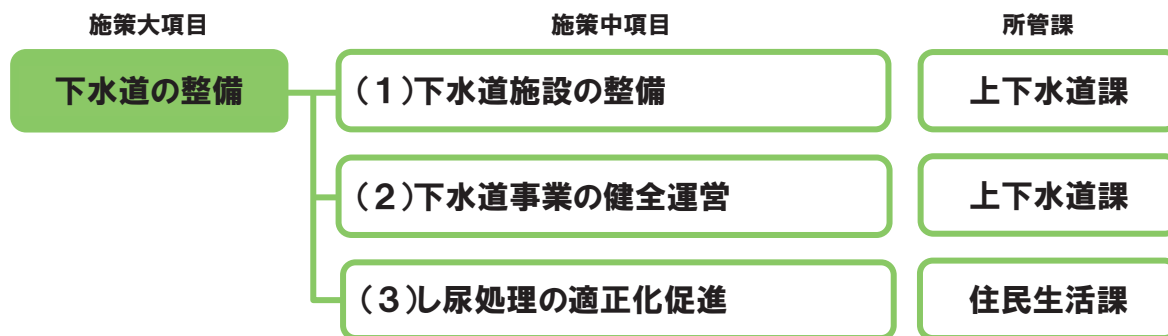 施策大項目 施策中項目 所管課
下水道の整備 （１）下水道施設の整備 上下水道課
（２）下水道事業の健全運営 上下水道課
（３）し尿処理の適正化促進 住民生活課